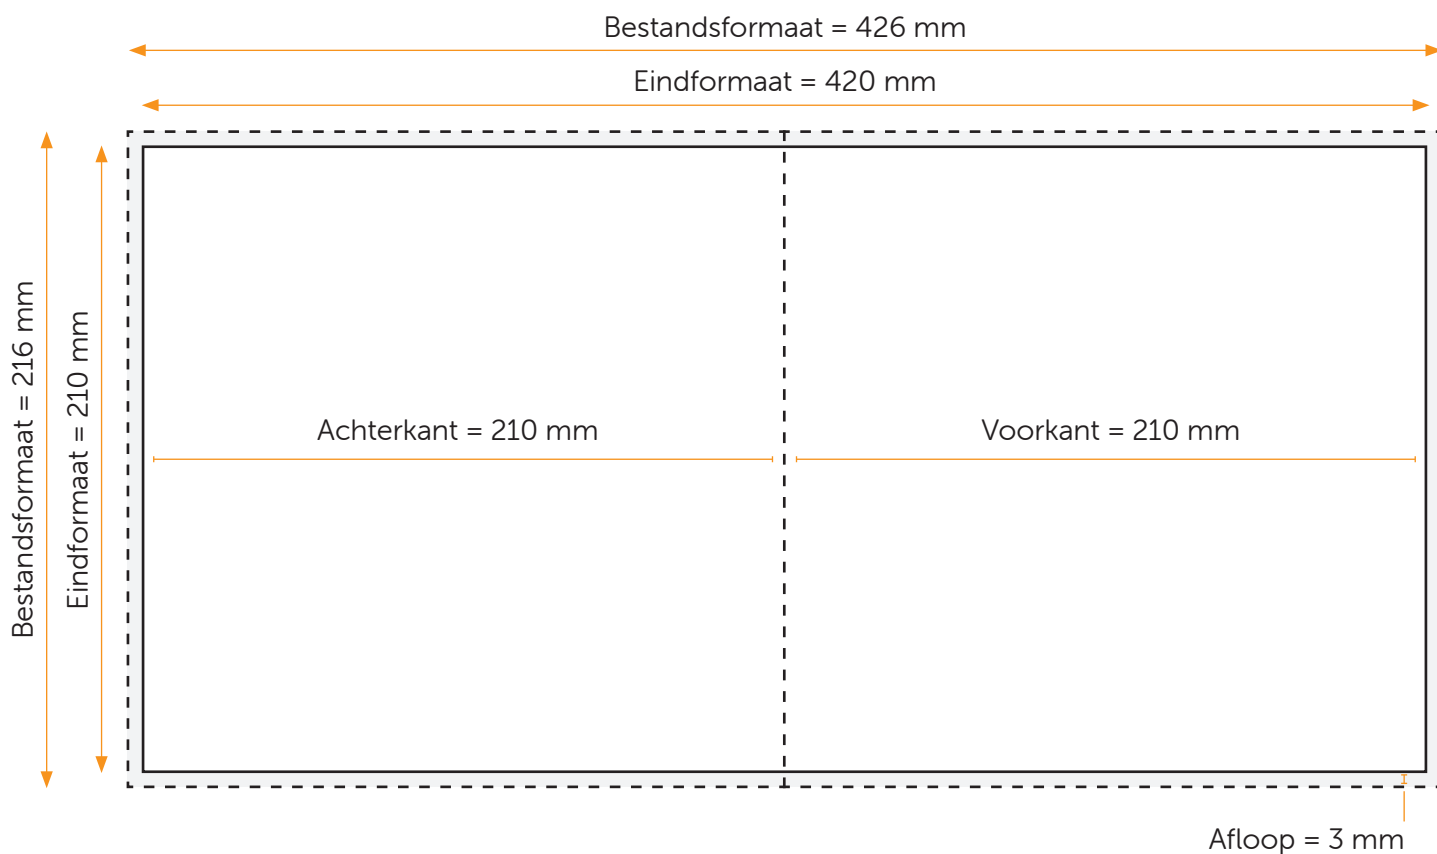 Bestandsformaat = 426 mm
Eindformaat = 420 mm
Bestandsformaat = 216 mm
Eindformaat = 210 mm
Achterkant = 210 mm
Voorkant = 210 mm
Afloop = 3 mm